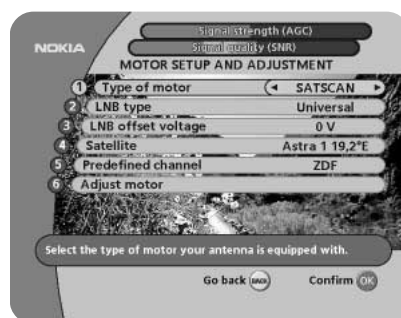 Signal strength (AGC)
NOKIA
Signal quality (SNR)
MOTOR SETUP AND ADJUSTMENT
1 Type of motor SATSCAN
2 LNB type Universal
3 LNB offset voltage 0 V
4 Satellite Astra 1 19,2°E
5 Predefined channel ZDF
6 Adjust motor
Select the type of motor your antenna is equipped with.
Go back BACK Confirm OK